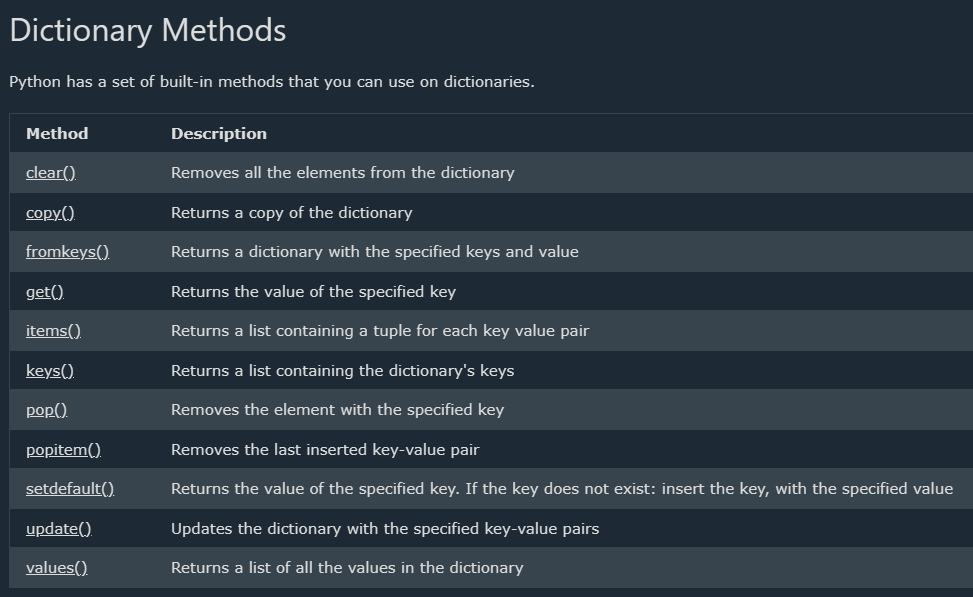 Dictionary Methods
Python has a set of built-in methods that you can use on dictionaries.
Method Description
clear() Removes all the elements from the dictionary
copy() Returns a copy of the dictionary
fromkeys() Returns a dictionary with the specified keys and value
get() Returns the value of the specified key
items() Returns a list containing a tuple for each key value pair
keys() Returns a list containing the dictionary's keys
pop() Removes the element with the specified key
popitem() Removes the last inserted key-value pair
setdefault() Returns the value of the specified key. If the key does not exist: insert the key, with the specified value
update() Updates the dictionary with the specified key-value pairs
values() Returns a list of all the values in the dictionary